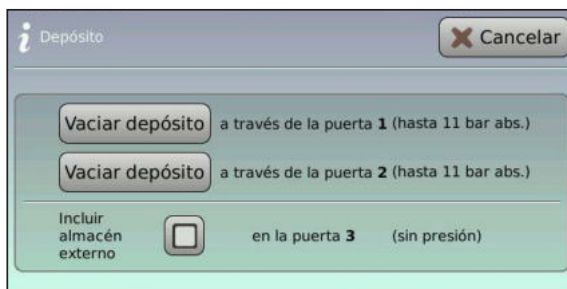 i Depósito
Cancelar
Vaciar depósito a través de la puerta 1 (hasta 11 bar abs.)
Vaciar depósito a través de la puerta 2 (hasta 11 bar abs.)
Incluir
almacén
externo
en la puerta 3 (sin presión)